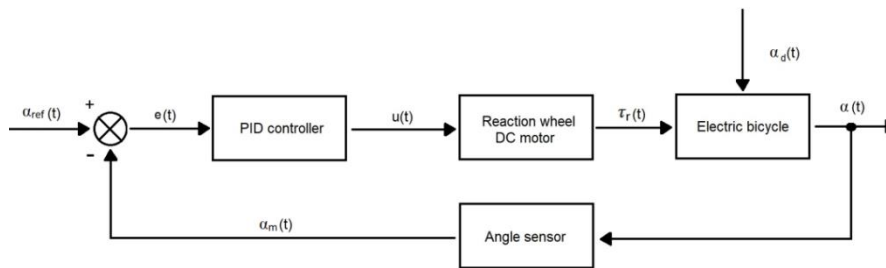 α_d(t)
α_ref(t)
+
e(t)
PID controller
u(t)
Reaction wheel
DC motor
τ_r(t)
Electric bicycle
α(t)
−
α_m(t)
Angle sensor